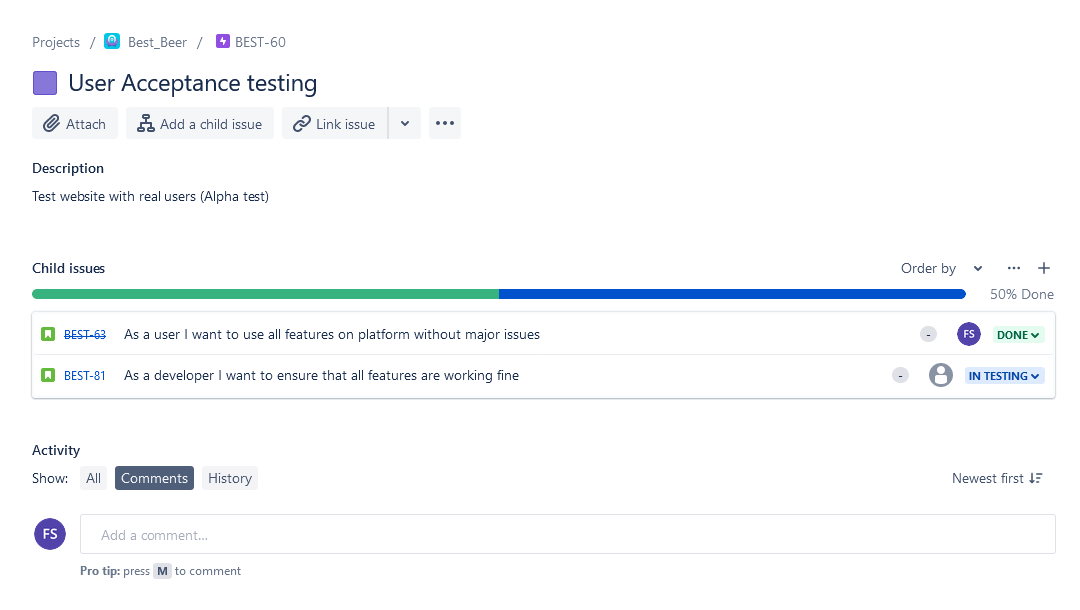 Projects / Best_Beer / BEST-60
User Acceptance testing
Attach Add a child issue Link issue
Description
Test website with real users (Alpha test)
Child issues Order by
50% Done
BEST-63 As a user I want to use all features on platform without major issues - FS DONE
BEST-81 As a developer I want to ensure that all features are working fine - IN TESTING
Activity
Show: All Comments History Newest first
FS Add a comment...
Pro tip: press M to comment